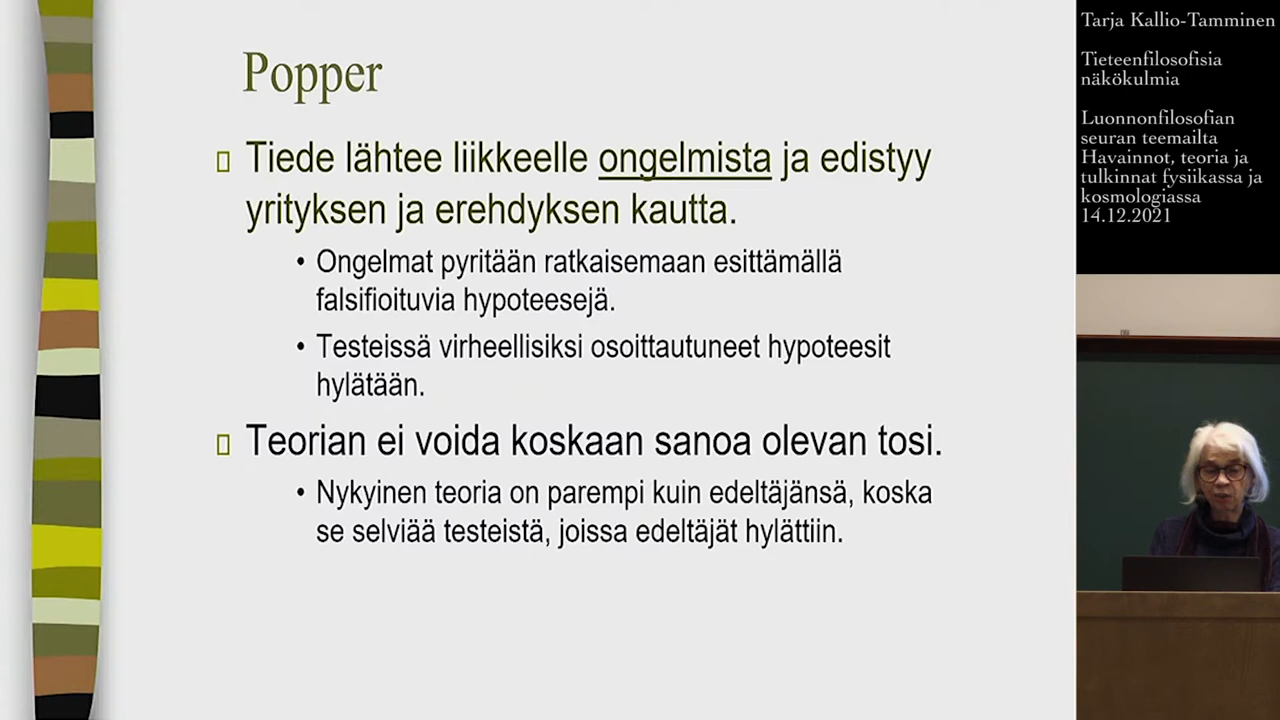 Popper
Tiede lähtee liikkeelle ongelmista ja edistyy
yrityksen ja erehdyksen kautta.
• Ongelmat pyritään ratkaisemaan esittämällä
falsifioituvia hypoteesejä.
• Testeissä virheellisiksi osoittautuneet hypoteesit
hylätään.
Teorian ei voida koskaan sanoa olevan tosi.
• Nykyinen teoria on parempi kuin edeltäjänsä, koska
se selviää testeistä, joissa edeltäjät hylättiin.
Tarja Kallio-Tamminen
Tieteenfilosofisia
näkökulmia
Luonnonfilosofian
seuran teemailta
Havainnot, teoria ja
tulkinnat fysiikassa ja
kosmologiassa
14.12.2021